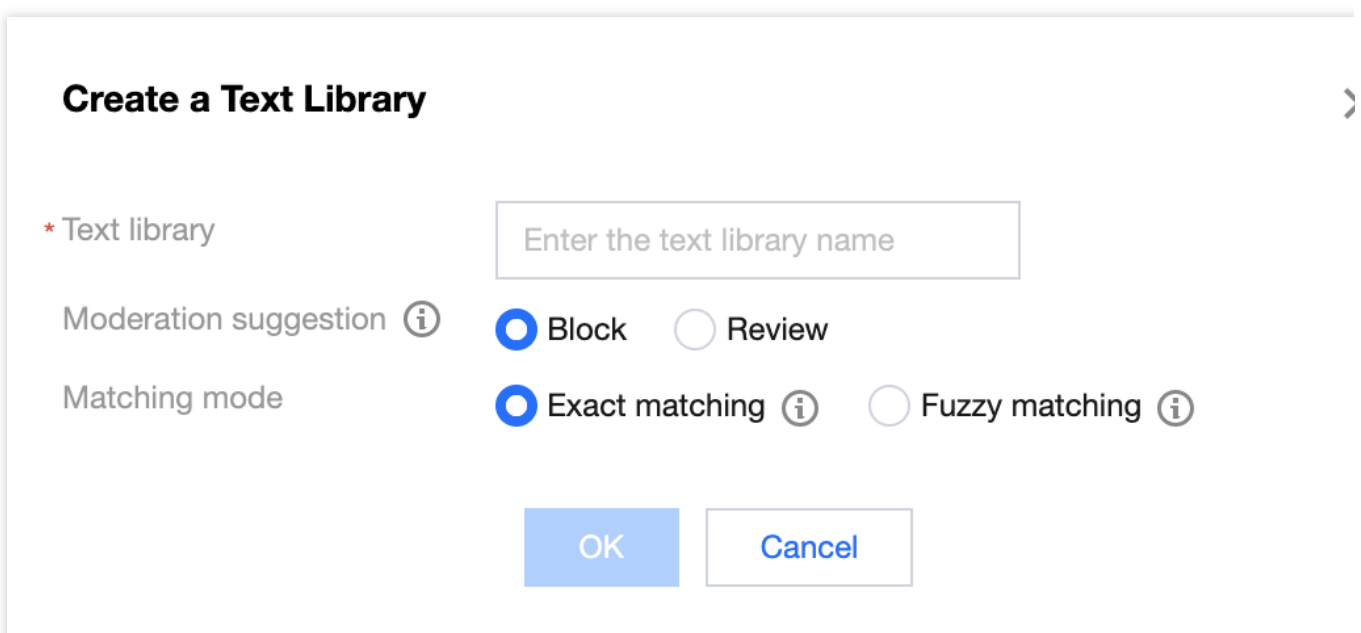 Create a Text Library
* Text library
Enter the text library name
Moderation suggestion
Block Review
Matching mode
Exact matching Fuzzy matching
OK Cancel